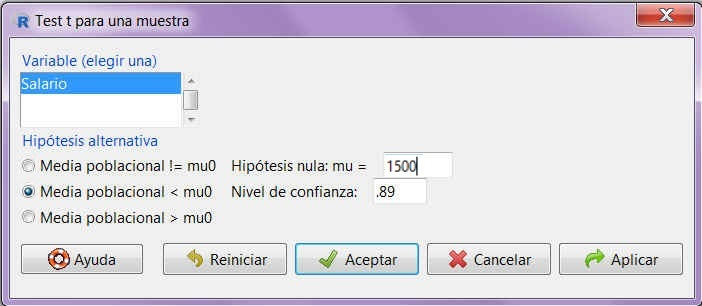 R Test t para una muestra
Variable (elegir una)
Salario
Hipótesis alternativa
Media poblacional != mu0 Hipótesis nula: mu = 1500
Media poblacional < mu0 Nivel de confianza: .89
Media poblacional > mu0
Ayuda Reiniciar Aceptar Cancelar Aplicar